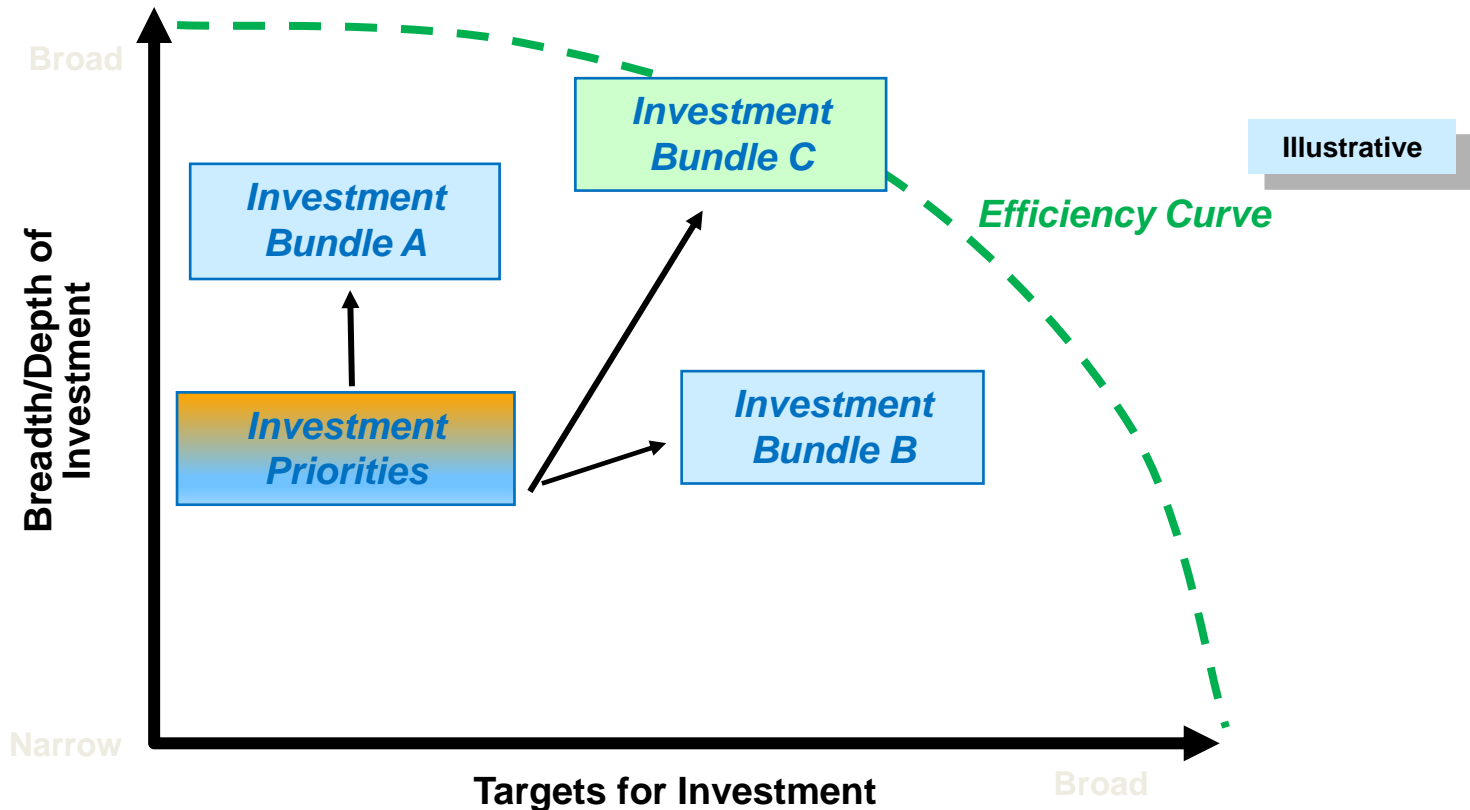 Broad
Investment
Bundle C
Illustrative
Investment
Bundle A
Efficiency Curve
Breadth/Depth of
Investment
Investment
Priorities
Investment
Bundle B
Narrow
Targets for Investment
Broad